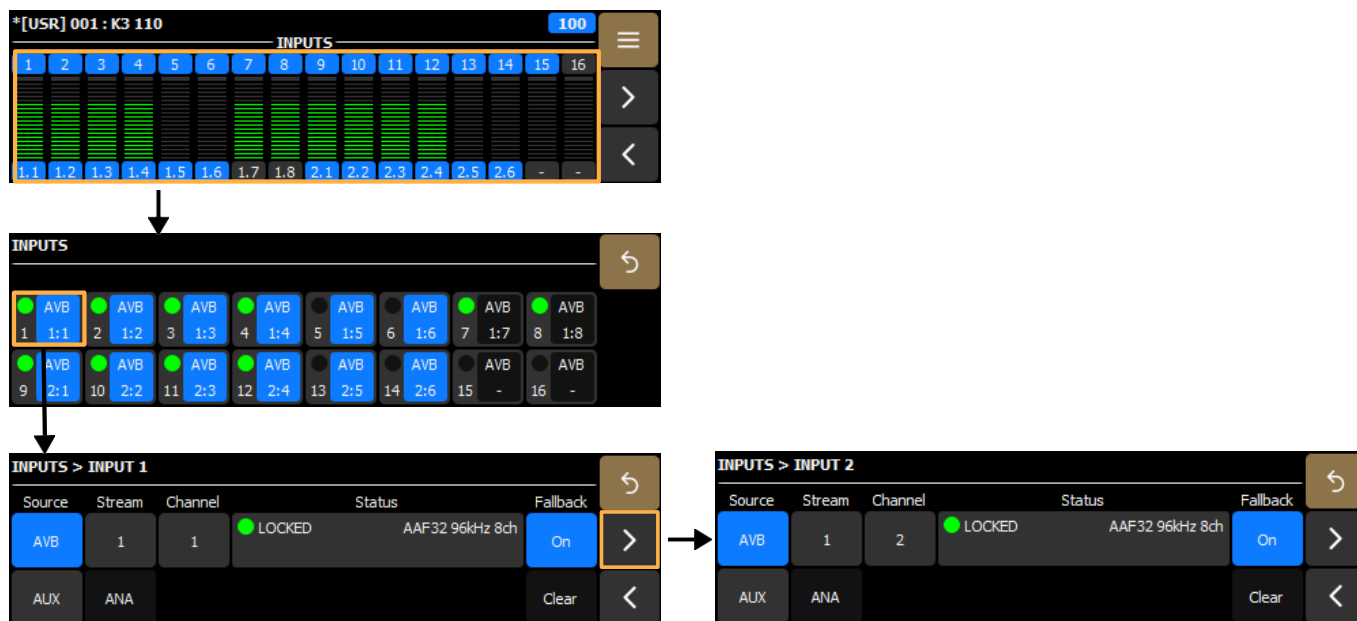 *[USR] 001 : K3 110 100
INPUTS
1 2 3 4 5 6 7 8 9 10 11 12 13 14 15 16
1.1 1.2 1.3 1.4 1.5 1.6 1.7 1.8 2.1 2.2 2.3 2.4 2.5 2.6 - -
INPUTS
AVB AVB AVB AVB AVB AVB AVB AVB
1 1:1 2 1:2 3 1:3 4 1:4 5 1:5 6 1:6 7 1:7 8 1:8
AVB AVB AVB AVB AVB AVB AVB AVB
9 2:1 10 2:2 11 2:3 12 2:4 13 2:5 14 2:6 15 - 16 -
INPUTS > INPUT 1
Source Stream Channel Status Fallback
AVB 1 1 LOCKED AAF32 96kHz 8ch On
AUX ANA Clear
INPUTS > INPUT 2
Source Stream Channel Status Fallback
AVB 1 2 LOCKED AAF32 96kHz 8ch On
AUX ANA Clear